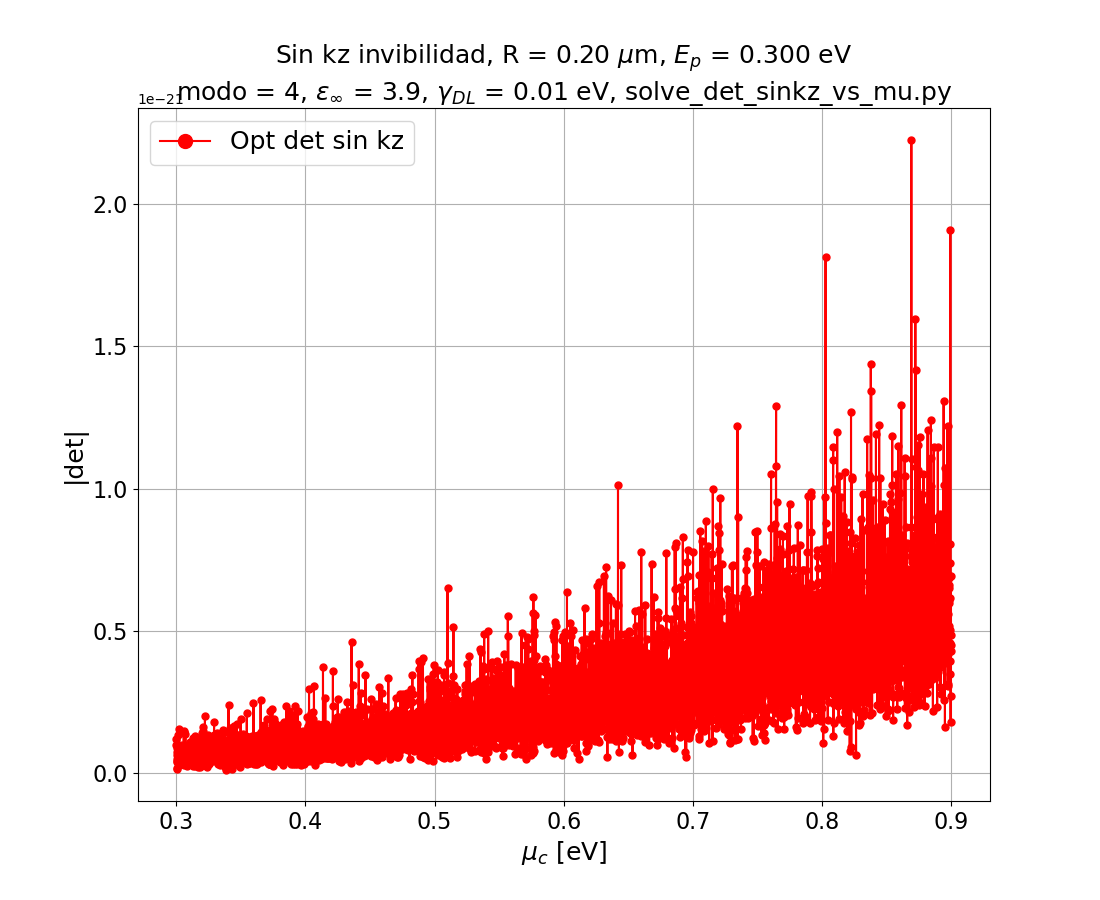 Sin kz invibilidad, R = 0.20 μm, E_p = 0.300 eV
modo = 4, ε_∞ = 3.9, γ_DL = 0.01 eV, solve_det_sinkz_vs_mu.py
1e−21
Opt det sin kz
|det|
2.0
1.5
1.0
0.5
0.0
0.3 0.4 0.5 0.6 0.7 0.8 0.9
μ_c [eV]